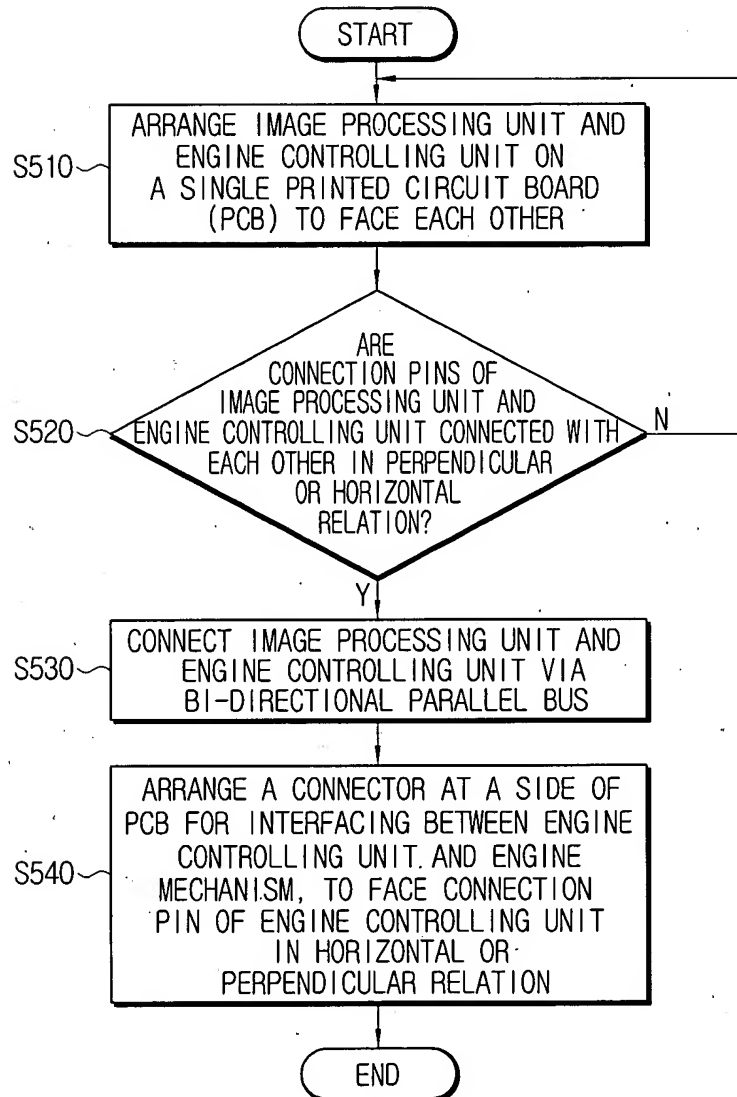 START
S510
ARRANGE IMAGE PROCESSING UNIT AND
ENGINE CONTROLLING UNIT ON
A SINGLE PRINTED CIRCUIT BOARD
(PCB) TO FACE EACH OTHER
S520
ARE
CONNECTION PINS OF
IMAGE PROCESSING UNIT AND
ENGINE CONTROLLING UNIT CONNECTED WITH
EACH OTHER IN PERPENDICULAR
OR HORIZONTAL
RELATION?
N
Y
S530
CONNECT IMAGE PROCESSING UNIT AND
ENGINE CONTROLLING UNIT VIA
BI-DIRECTIONAL PARALLEL BUS
S540
ARRANGE A CONNECTOR AT A SIDE OF
PCB FOR INTERFACING BETWEEN ENGINE
CONTROLLING UNIT AND ENGINE
MECHANISM, TO FACE CONNECTION
PIN OF ENGINE CONTROLLING UNIT
IN HORIZONTAL OR
PERPENDICULAR RELATION
END